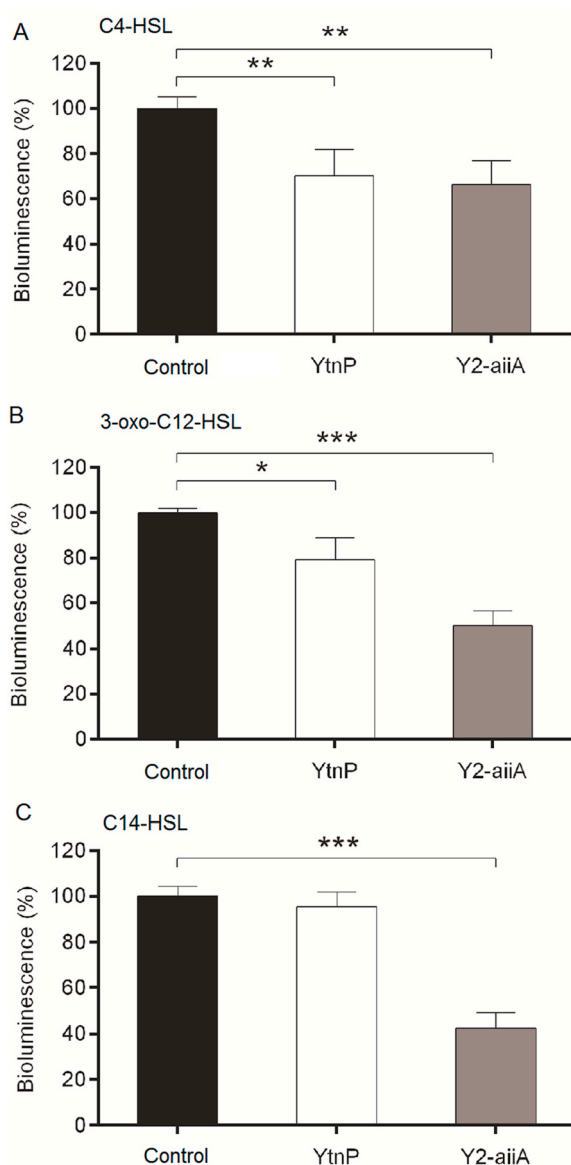 A
C4-HSL
**
**
120
100
80
60
40
20
0
Bioluminescence (%)
Control
YtnP
Y2-aiiA
B
3-oxo-C12-HSL
***
*
120
100
80
60
40
20
0
Bioluminescence (%)
Control
YtnP
Y2-aiiA
C
C14-HSL
***
120
100
80
60
40
20
0
Bioluminescence (%)
Control
YtnP
Y2-aiiA